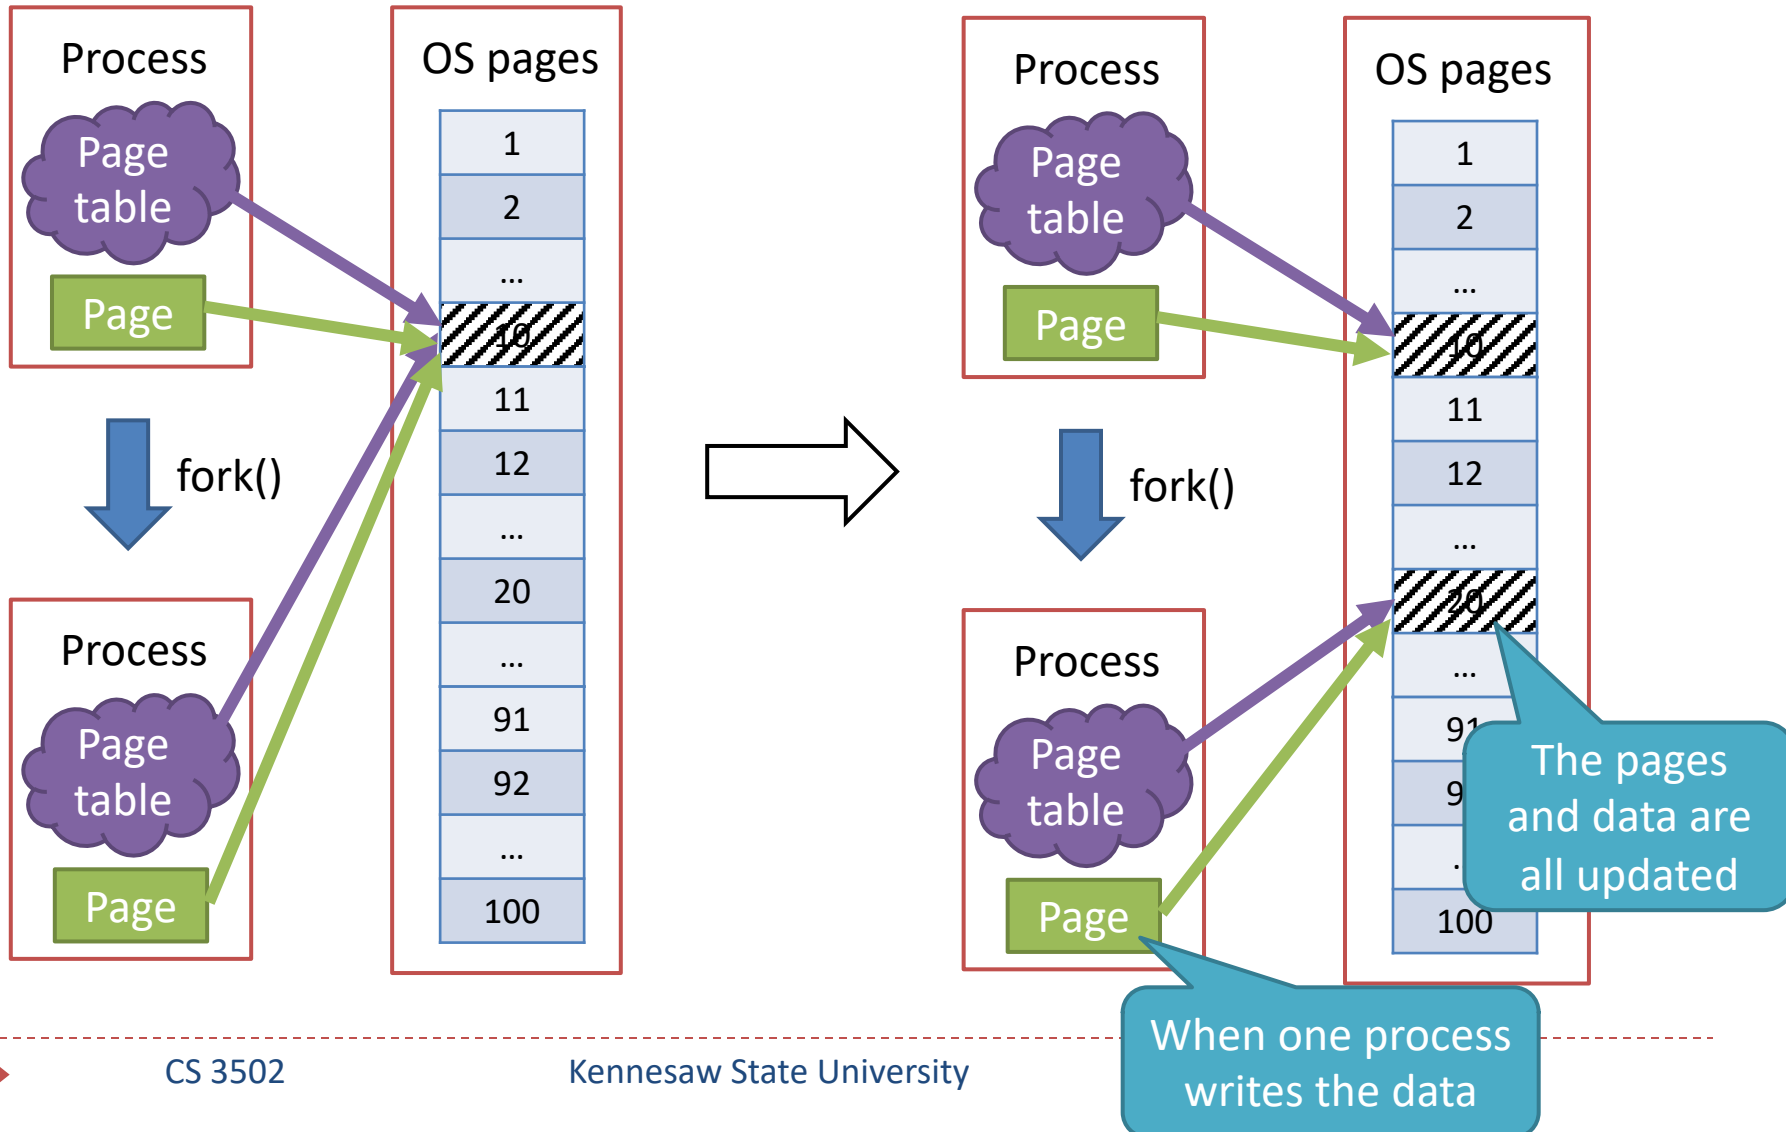 Process
Page
table
Page
fork()
Process
Page
table
Page
OS pages
1
2
...
10
11
12
...
20
...
91
92
...
100
Process
Page
table
Page
fork()
Process
Page
table
Page
OS pages
1
2
...
10
11
12
...
20
...
91
9
.
100
The pages
and data are
all updated
When one process
writes the data
CS 3502
Kennesaw State University